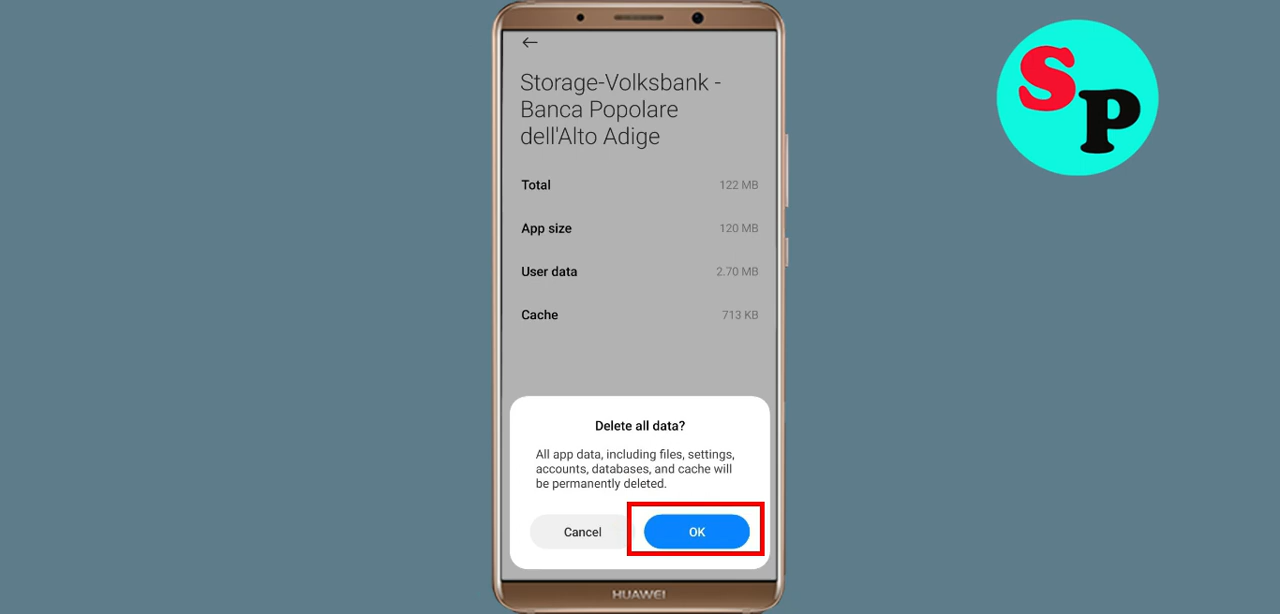 SP
Storage-Volksbank -
Banca Popolare
dell'Alto Adige
Total 122 MB
App size 120 MB
User data 2.70 MB
Cache 713 KB
Delete all data?
All app data, including files, settings,
accounts, databases, and cache will
be permanently deleted.
Cancel OK
HUAWEI